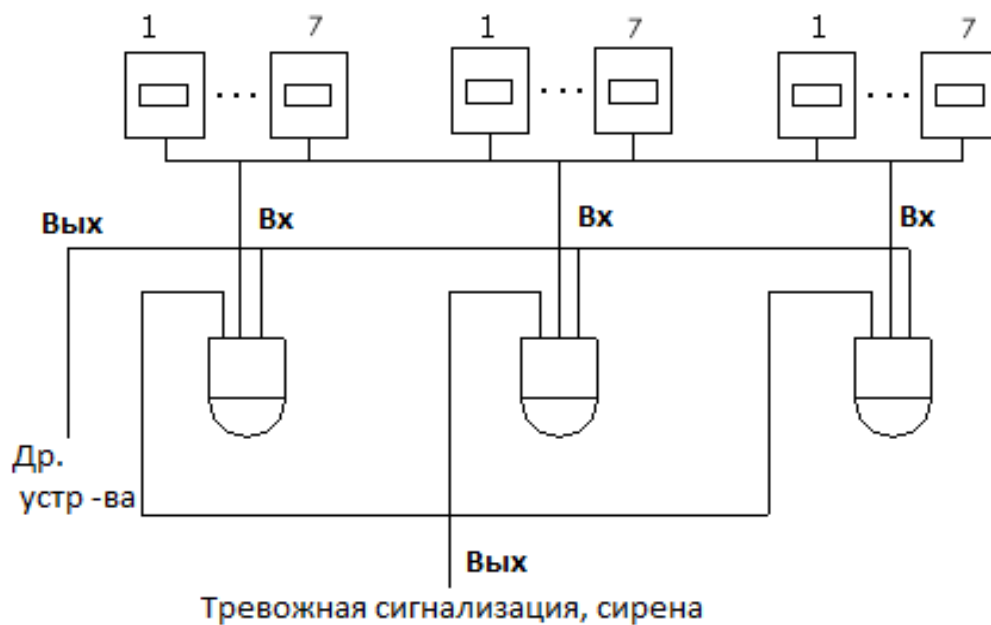 1 7 1 7 1 7
... ... ...
Вых Вх Вх Вх
Др.
устр -ва
Вых
Тревожная сигнализация, сирена